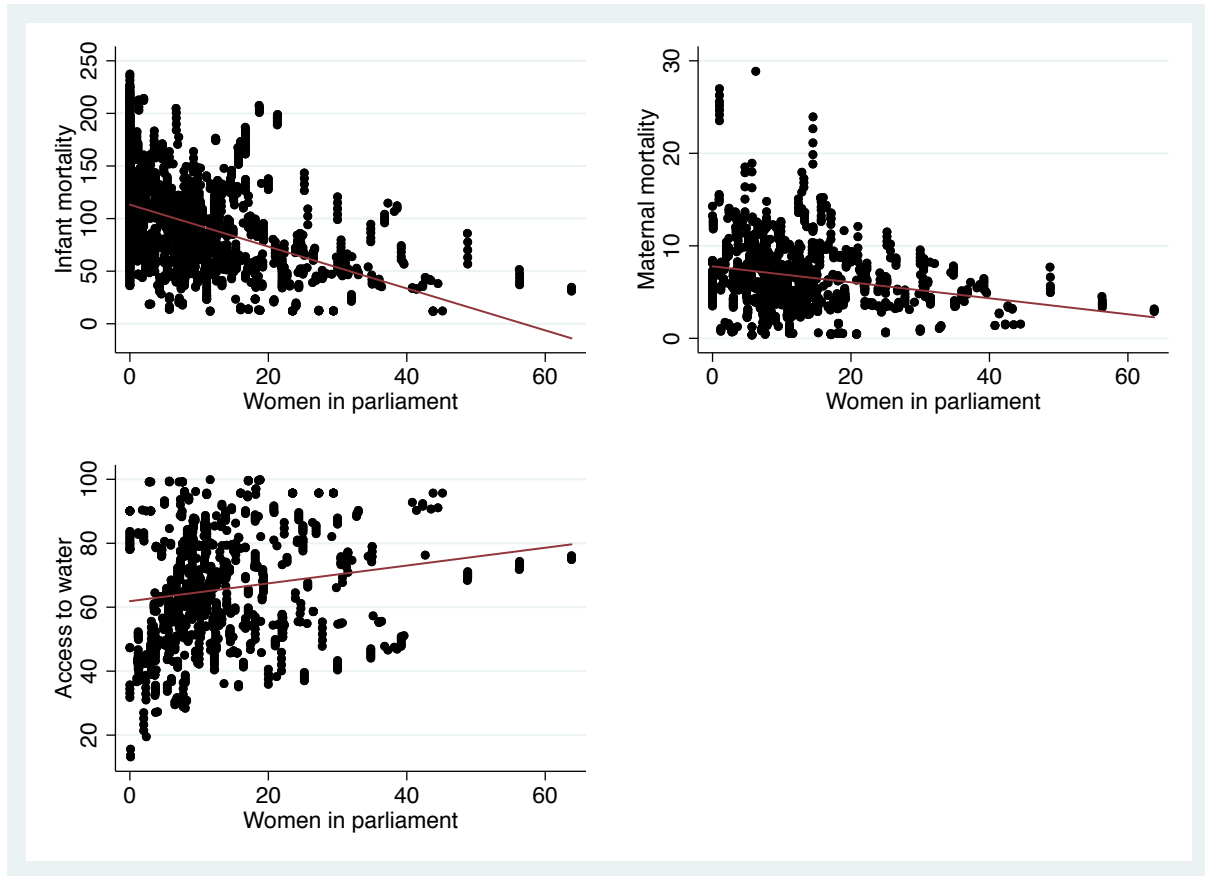 Infant mortality
250
200
150
100
50
0
0 20 40 60
Women in parliament
Maternal mortality
30
20
10
0
0 20 40 60
Women in parliament
Access to water
100
80
60
40
20
0 20 40 60
Women in parliament